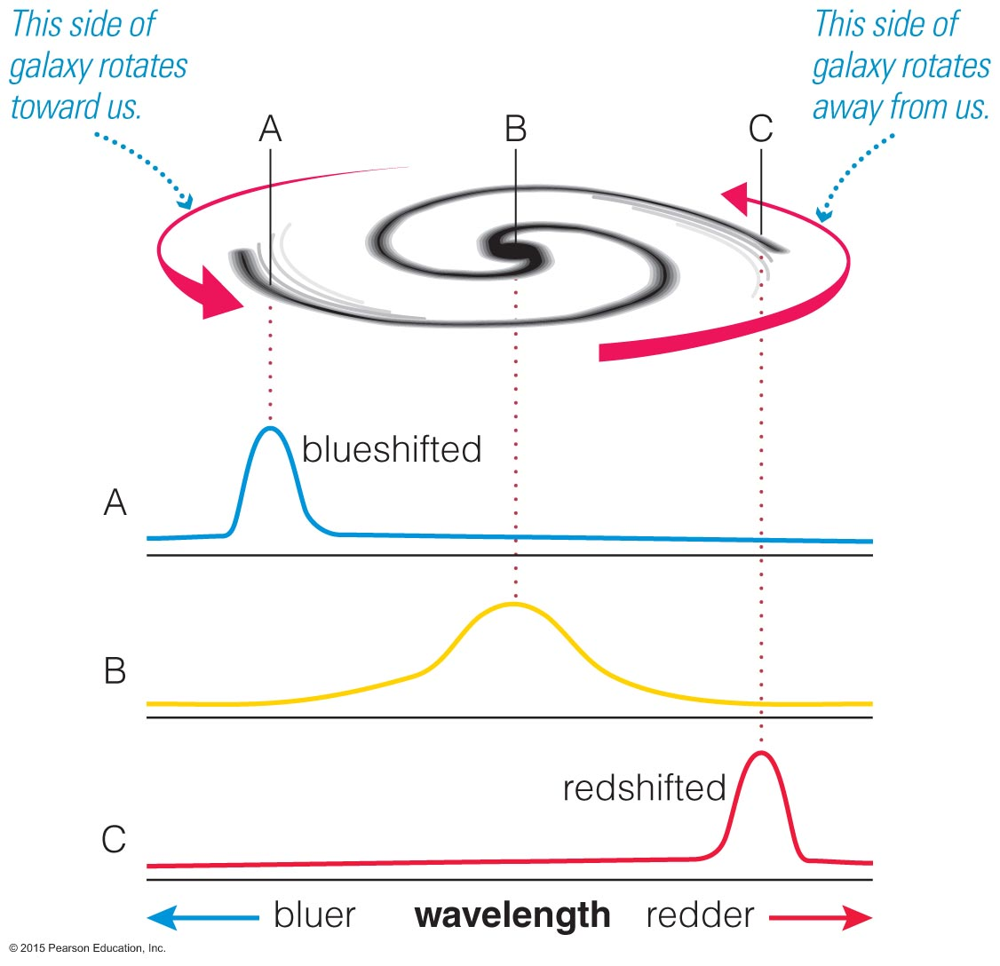 This side of
galaxy rotates
toward us.
This side of
galaxy rotates
away from us.
A
B
C
blueshifted
A
B
redshifted
C
bluer wavelength redder
© 2015 Pearson Education, Inc.